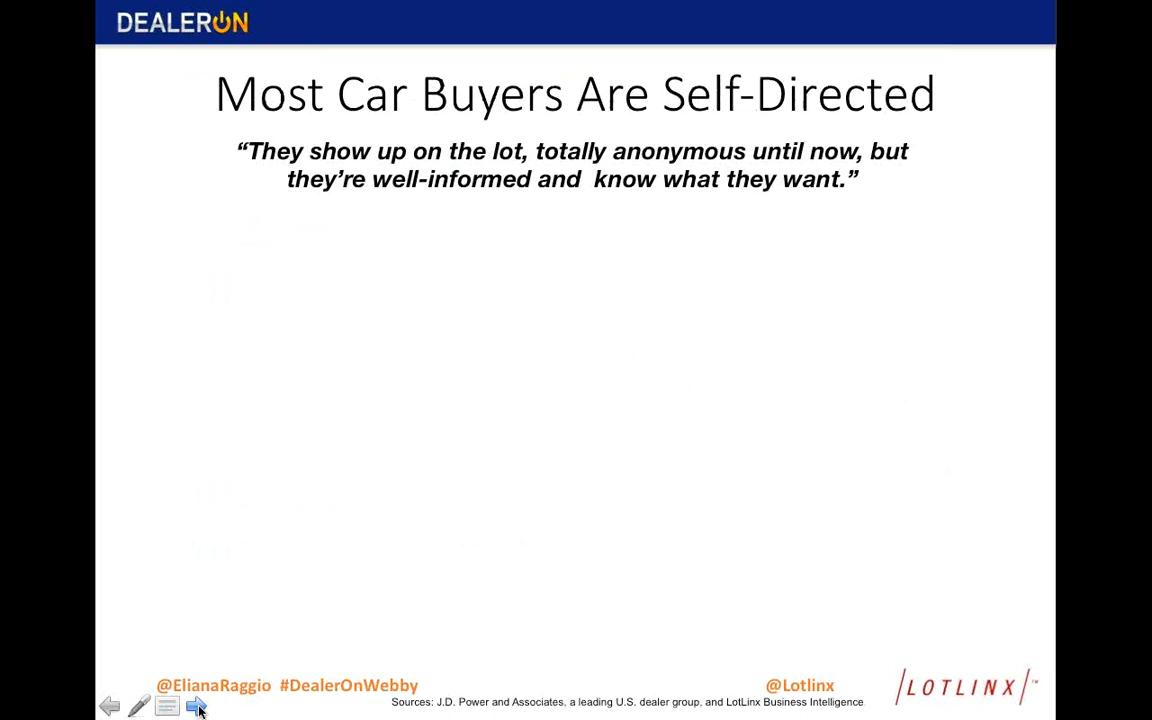 DEALERON
Most Car Buyers Are Self-Directed
“They show up on the lot, totally anonymous until now, but
they’re well-informed and  know what they want.”
@ElianaRaggio  #DealerOnWebby
@Lotlinx
/LOTLINX/™
Sources: J.D. Power and Associates, a leading U.S. dealer group, and LotLinx Business Intelligence